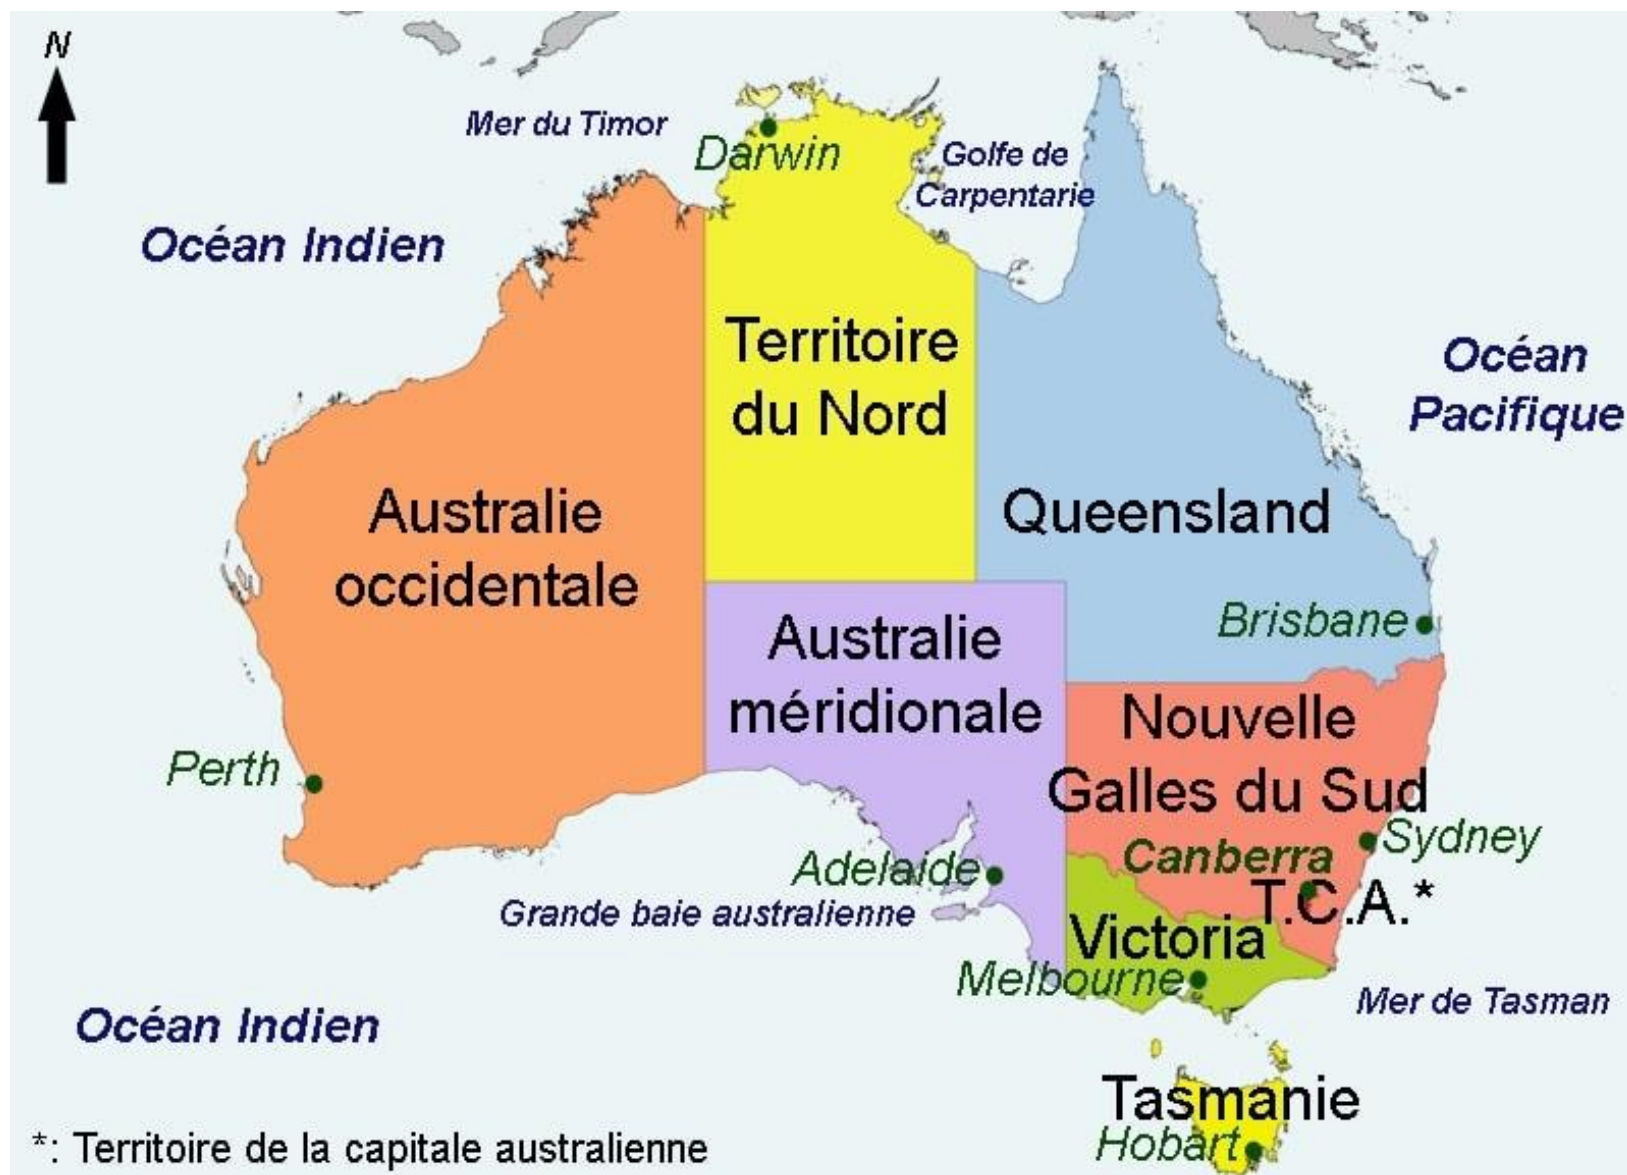 N
Mer du Timor
Darwin
Golfe de
Carpentarie
Océan Indien
Territoire
du Nord
Océan
Pacifique
Australie
occidentale
Queensland
Brisbane
Australie
méridionale
Nouvelle
Galles du Sud
Perth
Sydney
Canberra
Adelaide
T.C.A.*
Grande baie australienne
Victoria
Melbourne
Mer de Tasman
Océan Indien
Tasmanie
Hobart
*: Territoire de la capitale australienne